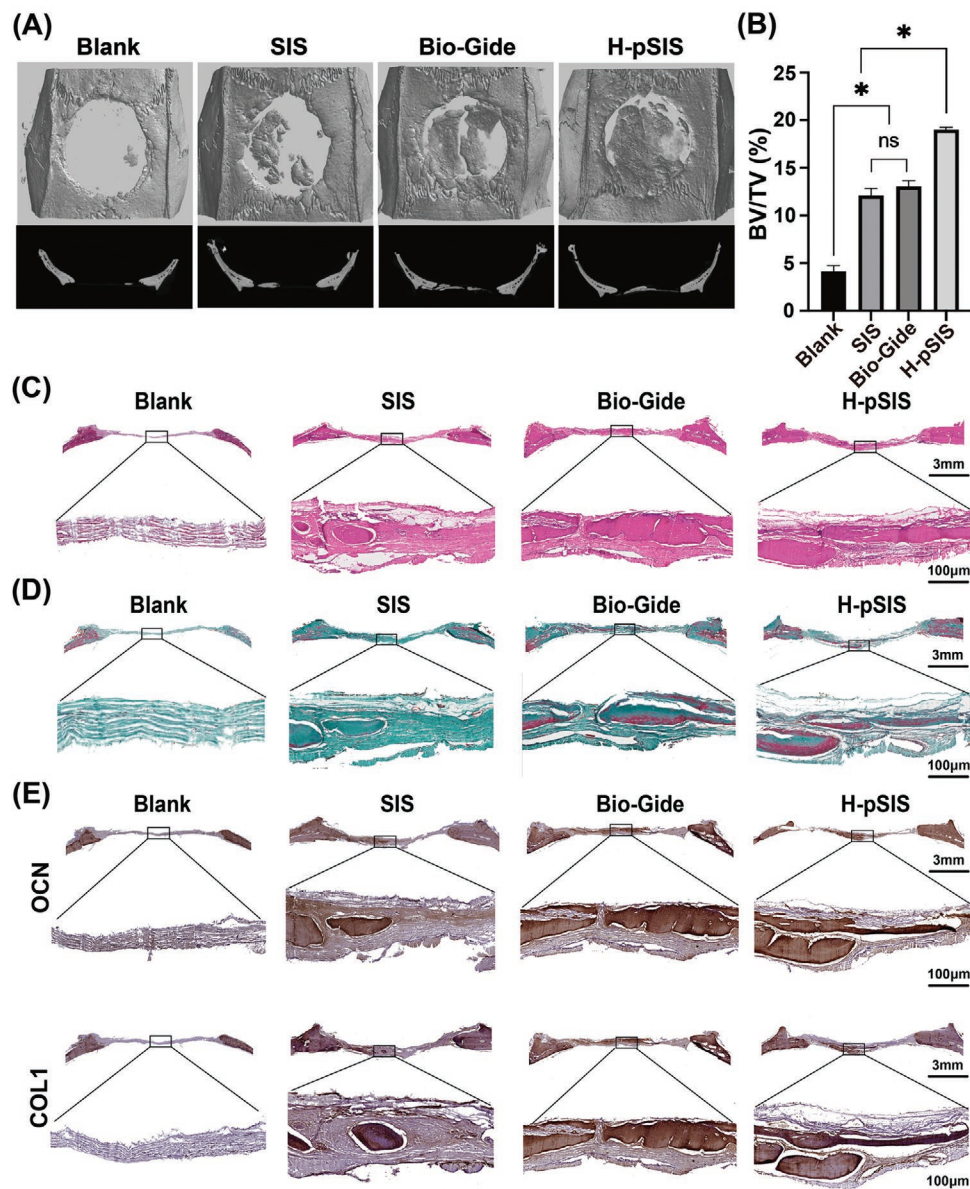 (A)
Blank SIS Bio-Gide H-pSIS
(B)
*
*
ns
BV/TV (%)
25
20
15
10
5
0
Blank
SIS
Bio-Gide
H-pSIS
(C)
Blank SIS Bio-Gide H-pSIS
3mm
100µm
(D)
Blank SIS Bio-Gide H-pSIS
3mm
100µm
(E)
Blank SIS Bio-Gide H-pSIS
OCN
3mm
100µm
COL1
3mm
100µm